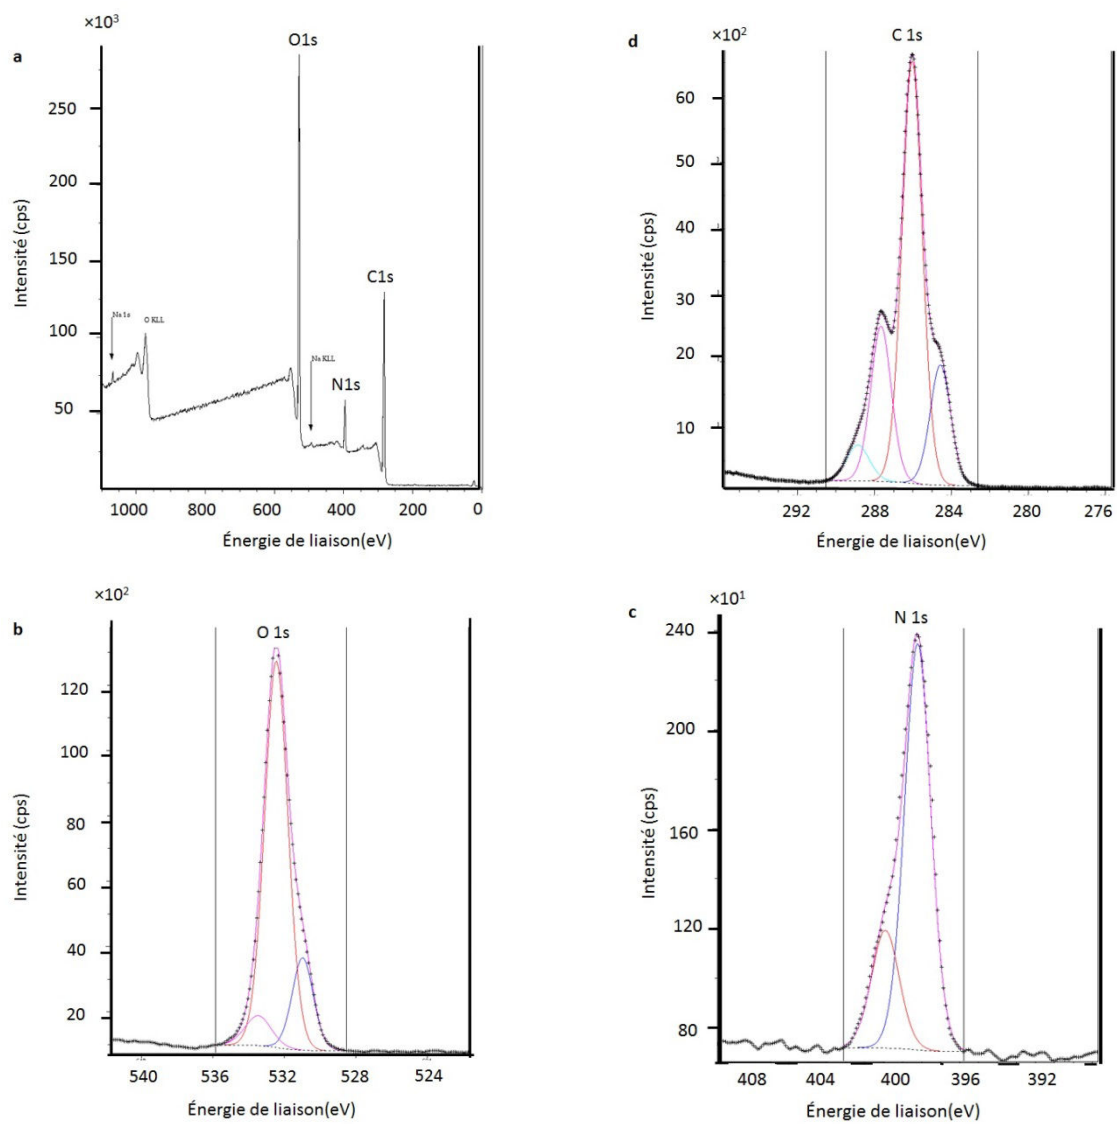 a
×10³
O1s
C1s
N1s
Na 1s
O KLL
Na KLL
250
200
150
100
50
Intensité (cps)
1000
800
600
400
200
0
Énergie de liaison(eV)
d
×10²
C 1s
60
50
40
30
20
10
Intensité (cps)
292
288
284
280
276
Énergie de liaison(eV)
b
×10²
O 1s
120
100
80
60
40
20
Intensité (cps)
540
536
532
528
524
Énergie de liaison(eV)
c
×10¹
N 1s
240
200
160
120
80
Intensité (cps)
408
404
400
396
392
Énergie de liaison(eV)